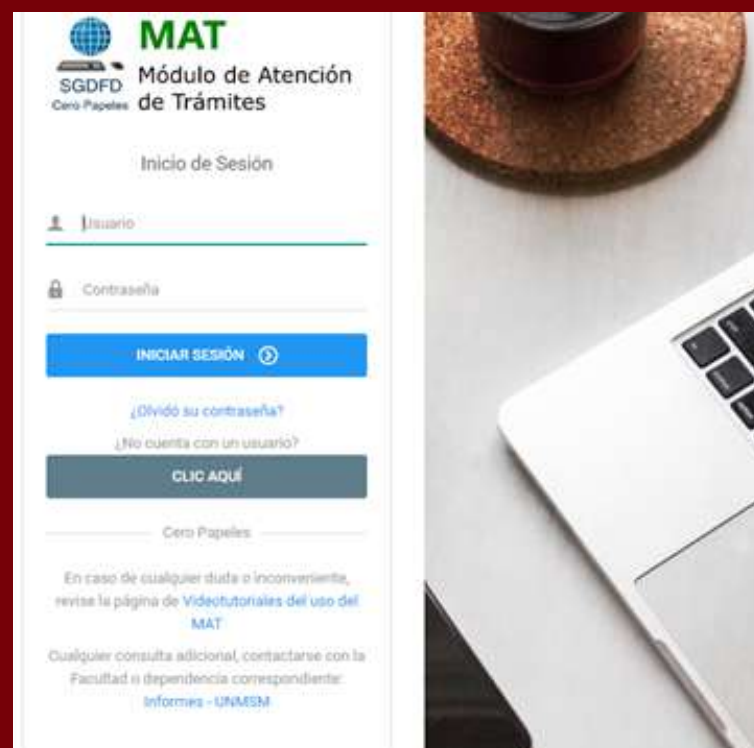 MAT
SGDFD
Cero Papeles
Módulo de Atención
de Trámites
Inicio de Sesión
Usuario
Contraseña
INICIAR SESIÓN
¿Olvidó su contraseña?
¿No cuenta con un usuario?
CLIC AQUÍ
Cero Papeles
En caso de cualquier duda o inconveniente,
revise la página de Videotutoriales del uso del
MAT
Cualquier consulta adicional, contactarse con la
Facultad o dependencia correspondiente:
Informes - UNMSM